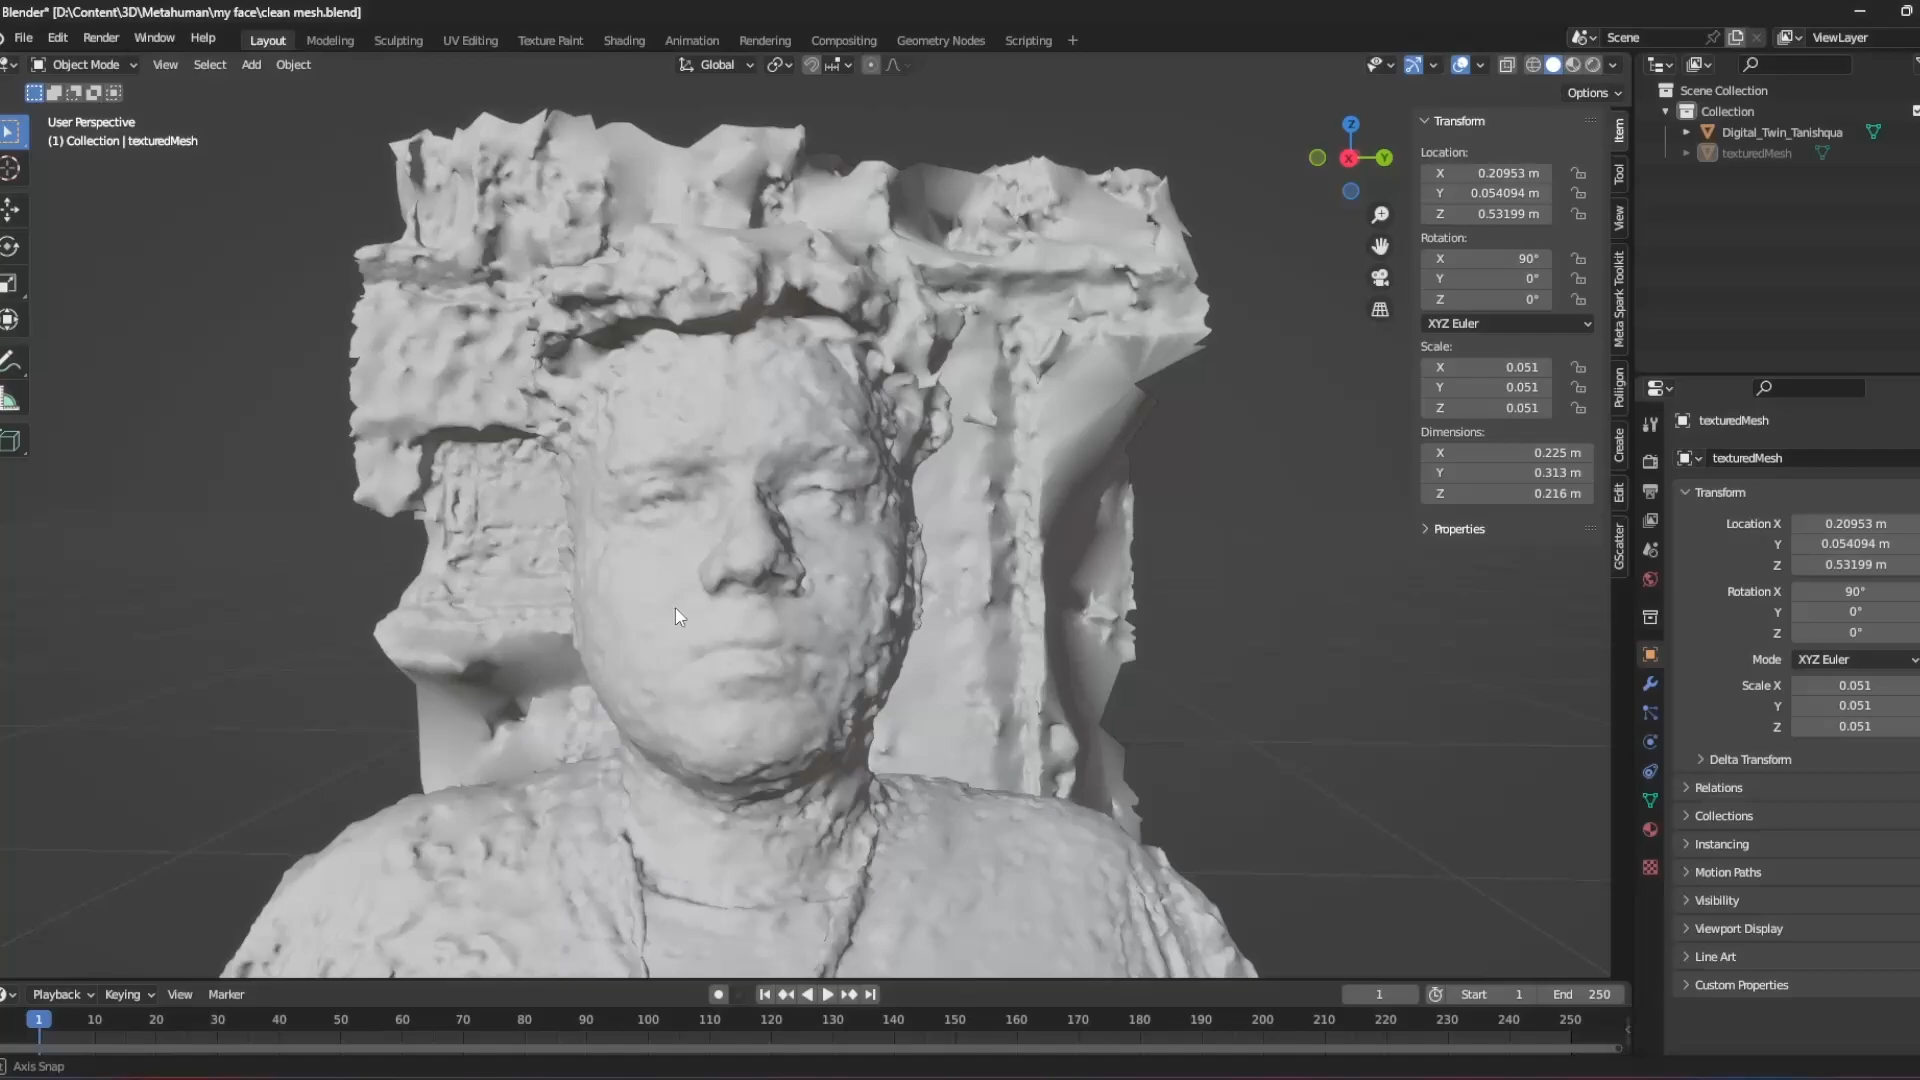 Blender* [D:\Content\3D\Metahuman\my face\clean mesh.blend]
File Edit Render Window Help Layout Modeling Sculpting UV Editing Texture Paint Shading Animation Rendering Compositing Geometry Nodes Scripting + Scene ViewLayer
Object Mode View Select Add Object Global
Options
User Perspective
(1) Collection | texturedMesh
Z
X
Y
Transform
Location:
X 0.20953 m
Y 0.054094 m
Z 0.53199 m
Rotation:
X 90°
Y 0°
Z 0°
XYZ Euler
Scale:
X 0.051
Y 0.051
Z 0.051
Dimensions:
X 0.225 m
Y 0.313 m
Z 0.216 m
Properties
Item
Tool
View
Meta Spark Toolkit
Poliigon
Create
Edit
GScatter
Scene Collection
Collection
Digital_Twin_Tanishqua
texturedMesh
texturedMesh
texturedMesh
Transform
Location X 0.20953 m
Y 0.054094 m
Z 0.53199 m
Rotation X 90°
Y 0°
Z 0°
Mode XYZ Euler
Scale X 0.051
Y 0.051
Z 0.051
Delta Transform
Relations
Collections
Instancing
Motion Paths
Visibility
Viewport Display
Line Art
Custom Properties
Playback Keying View Marker 1 Start 1 End 250
1 10 20 30 40 50 60 70 80 90 100 110 120 130 140 150 160 170 180 190 200 210 220 230 240 250
Axis Snap